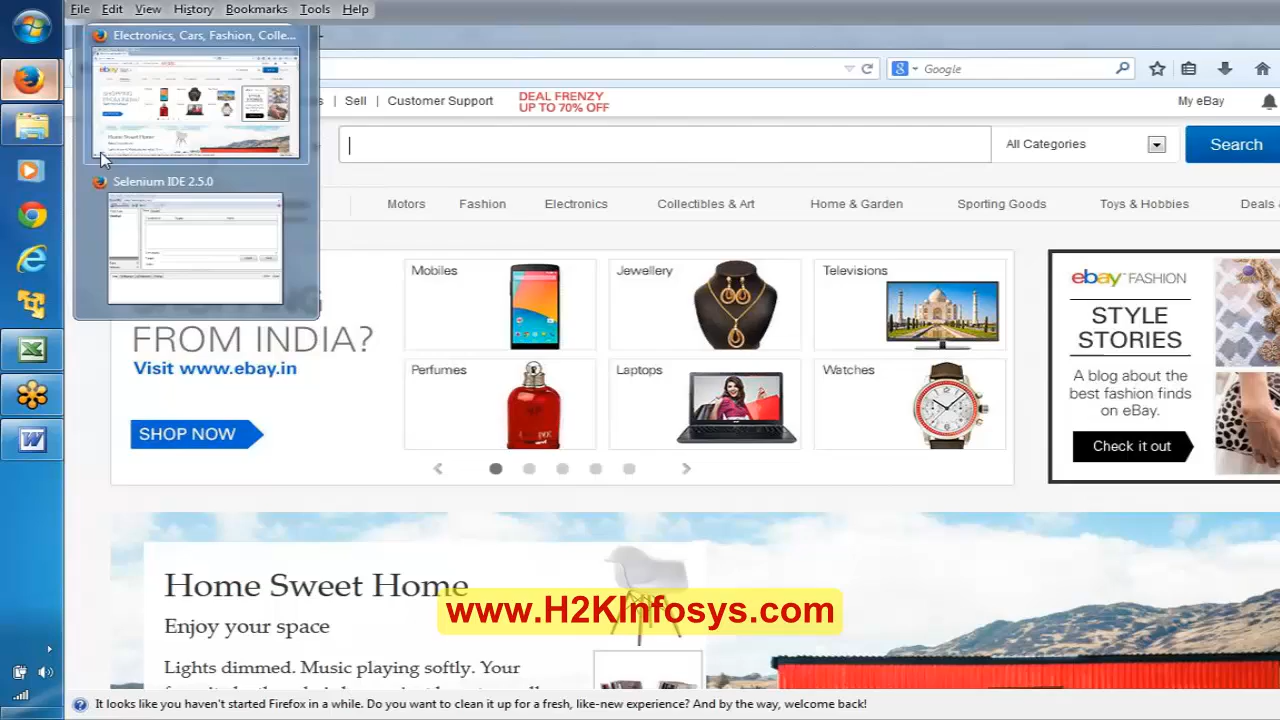 File Edit View History Bookmarks Tools Help
Electronics, Cars, Fashion, Colle...
Google
Sell Customer Support
DEAL FRENZY
UP TO 70% OFF
My eBay
All Categories
Search
Selenium IDE 2.5.0
Motors Fashion Electronics Collectibles & Art Home & Garden Sporting Goods Toys & Hobbies Deals &
FROM INDIA?
Visit www.ebay.in
SHOP NOW
Mobiles
Jewellery
Televisions
Perfumes
Laptops
Watches
ebay FASHION
STYLE
STORIES
A blog about the
best fashion finds
on eBay.
Check it out
Home Sweet Home
Enjoy your space
Lights dimmed. Music playing softly. Your
www.H2KInfosys.com
It looks like you haven't started Firefox in a while. Do you want to clean it up for a fresh, like-new experience? And by the way, welcome back!